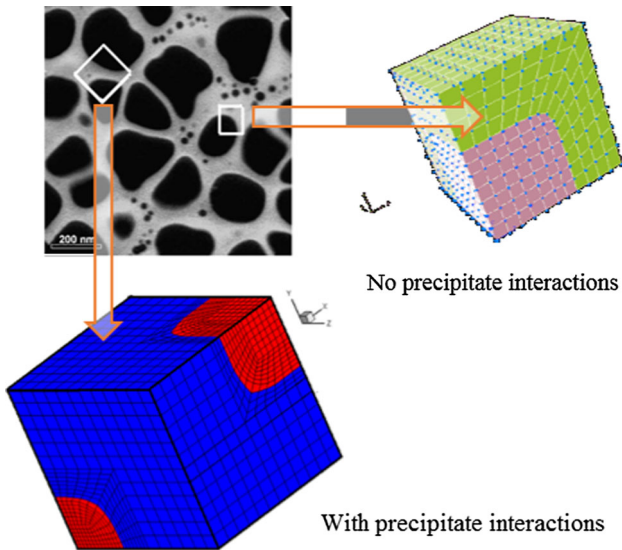 200 nm
No precipitate interactions
Y
X
Z
With precipitate interactions